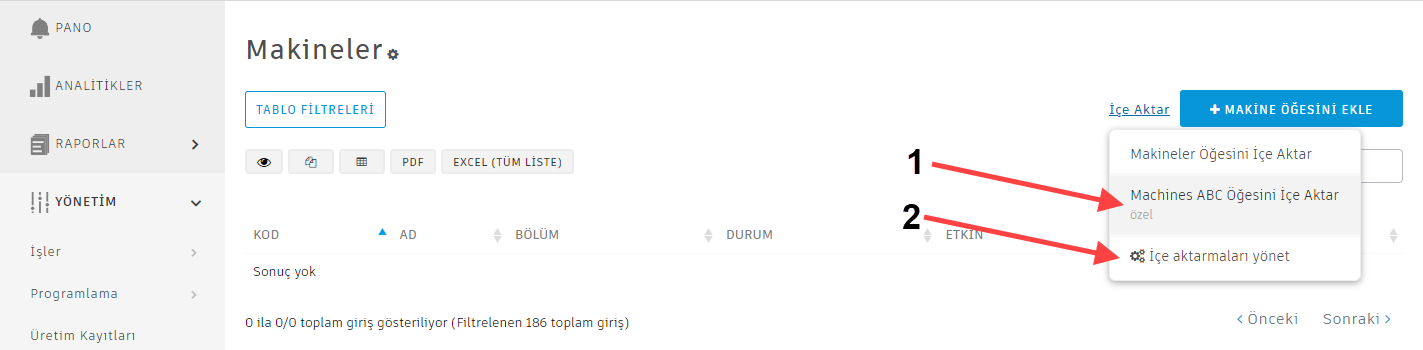 PANO
ANALİTİKLER
RAPORLAR
YÖNETİM
İşler
Programlama
Üretim Kayıtları
Makineler
TABLO FİLTRELERİ
İçe Aktar
+ MAKİNE ÖĞESİNİ EKLE
PDF
EXCEL (TÜM LİSTE)
1
Makineler Öğesini İçe Aktar
Machines ABC Öğesini İçe Aktar
özel
2
İçe aktarmaları yönet
KOD AD BÖLÜM DURUM ETKİN
Sonuç yok
0 ila 0/0 toplam giriş gösteriliyor (Filtrelenen 186 toplam giriş)
Önceki Sonraki